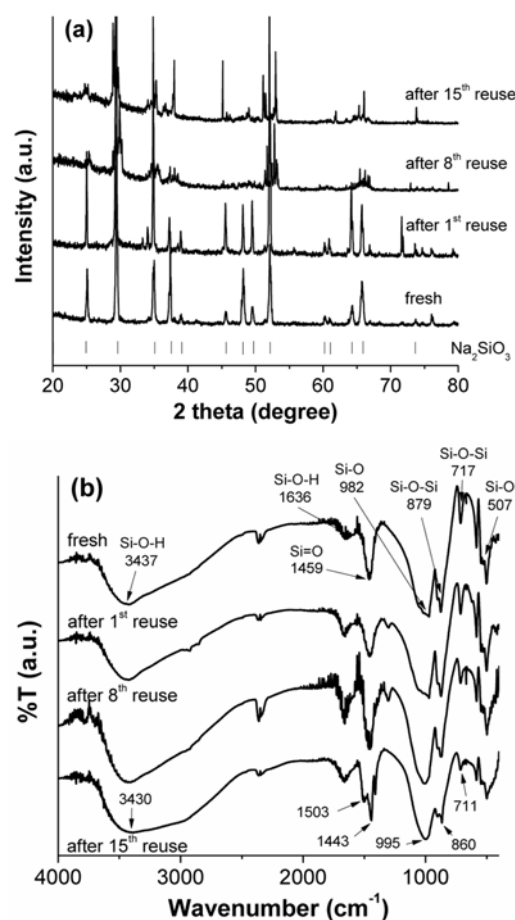 (a)
Intensity (a.u.)
after 15th reuse
after 8th reuse
after 1st reuse
fresh
Na2SiO3
20 30 40 50 60 70 80
2 theta (degree)
(b)
%T (a.u.)
Si-O-Si
717
Si-O-H
1636
Si-O
982
Si-O-Si
879
Si-O
507
fresh
Si-O-H
3437
Si=O
1459
after 1st reuse
after 8th reuse
3430
1503
1443
995
860
711
after 15th reuse
4000 3000 2000 1000
Wavenumber (cm-1)